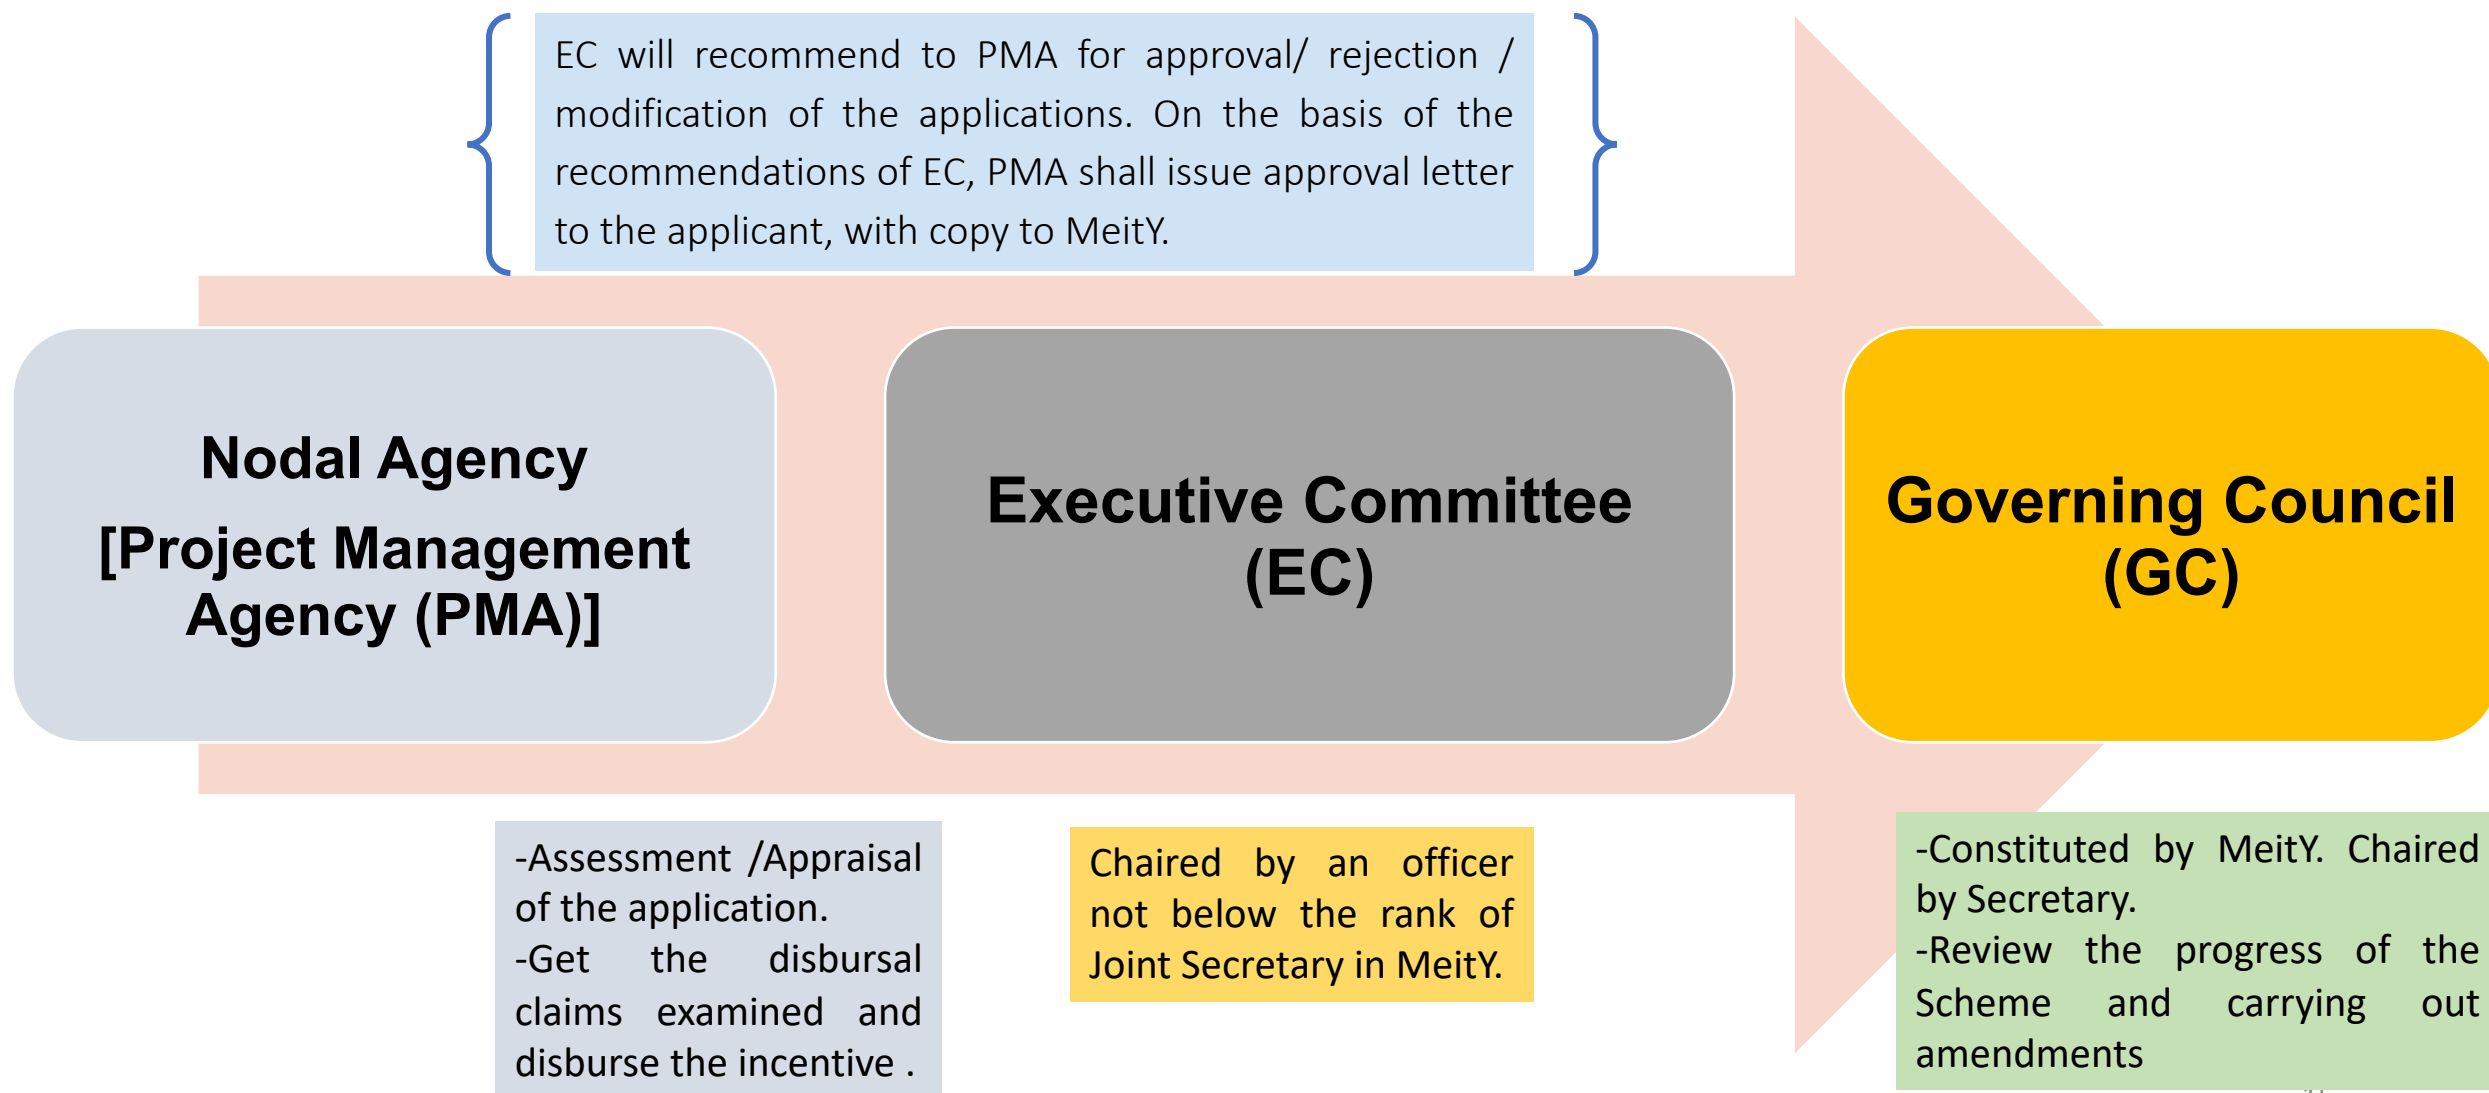 EC will recommend to PMA for approval/ rejection /
modification of the applications. On the basis of the
recommendations of EC, PMA shall issue approval letter
to the applicant, with copy to MeitY.
Nodal Agency
[Project Management
Agency (PMA)]
Executive Committee
(EC)
Governing Council
(GC)
-Assessment /Appraisal
of the application.
-Get the disbursal
claims examined and
disburse the incentive .
Chaired by an officer
not below the rank of
Joint Secretary in MeitY.
-Constituted by MeitY. Chaired
by Secretary.
-Review the progress of the
Scheme and carrying out
amendments